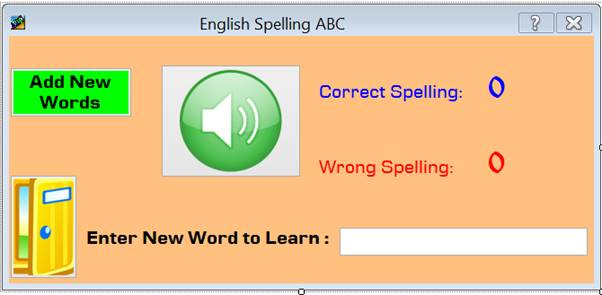 English Spelling ABC
Add New
Words
Correct Spelling: 0
Wrong Spelling: 0
Enter New Word to Learn :